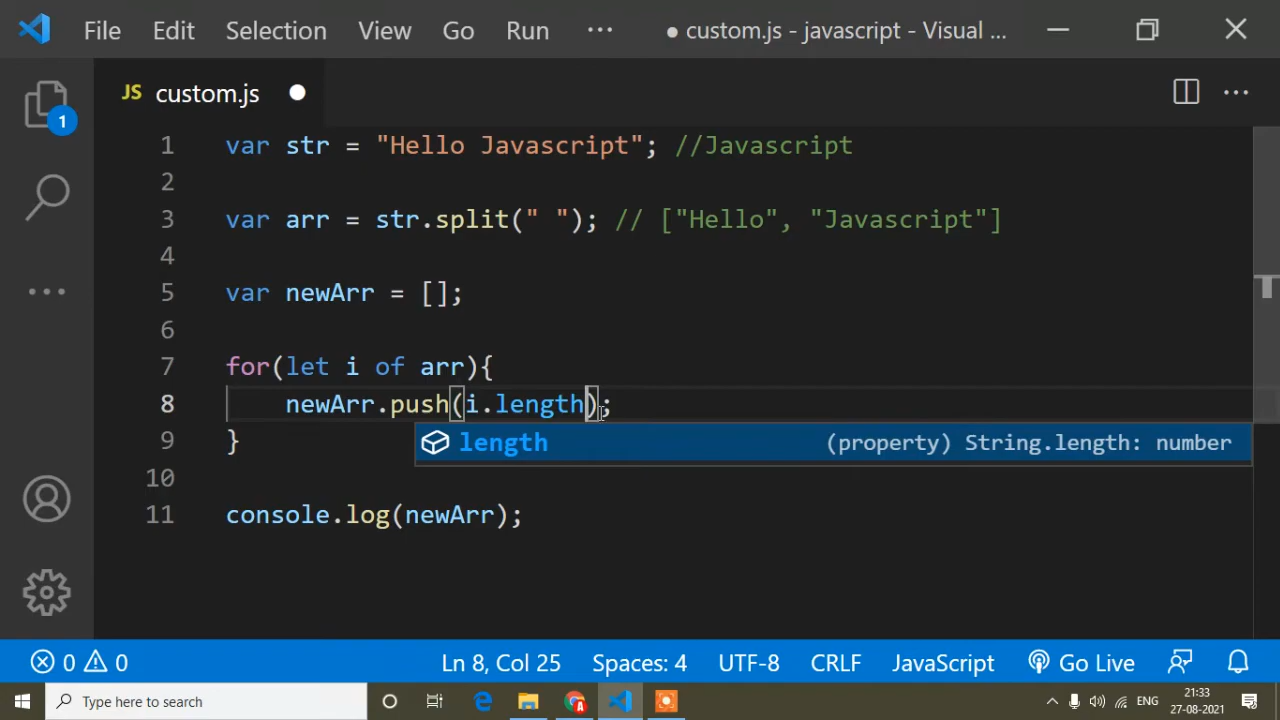 File Edit Selection View Go Run ··· ● custom.js - javascript - Visual ...
JS custom.js ●
1 var str = "Hello Javascript"; //Javascript
2
3 var arr = str.split(" "); // ["Hello", "Javascript"]
4
5 var newArr = [];
6
7 for(let i of arr){
8 newArr.push(i.length);
9 }
length (property) String.length: number
10
11 console.log(newArr);
1
0 0 Ln 8, Col 25 Spaces: 4 UTF-8 CRLF JavaScript Go Live
Type here to search ENG 21:33
27-08-2021